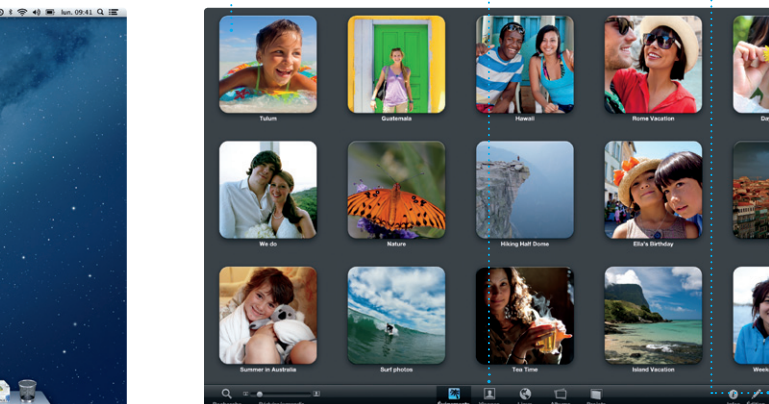 lun. 09:41
Tulum
Guatemala
Hawaii
Rome Vacation
We do
Nature
Hiking Half Dome
Ella's Birthday
Summer in Australia
Surf photos
Tea Time
Island Vacation